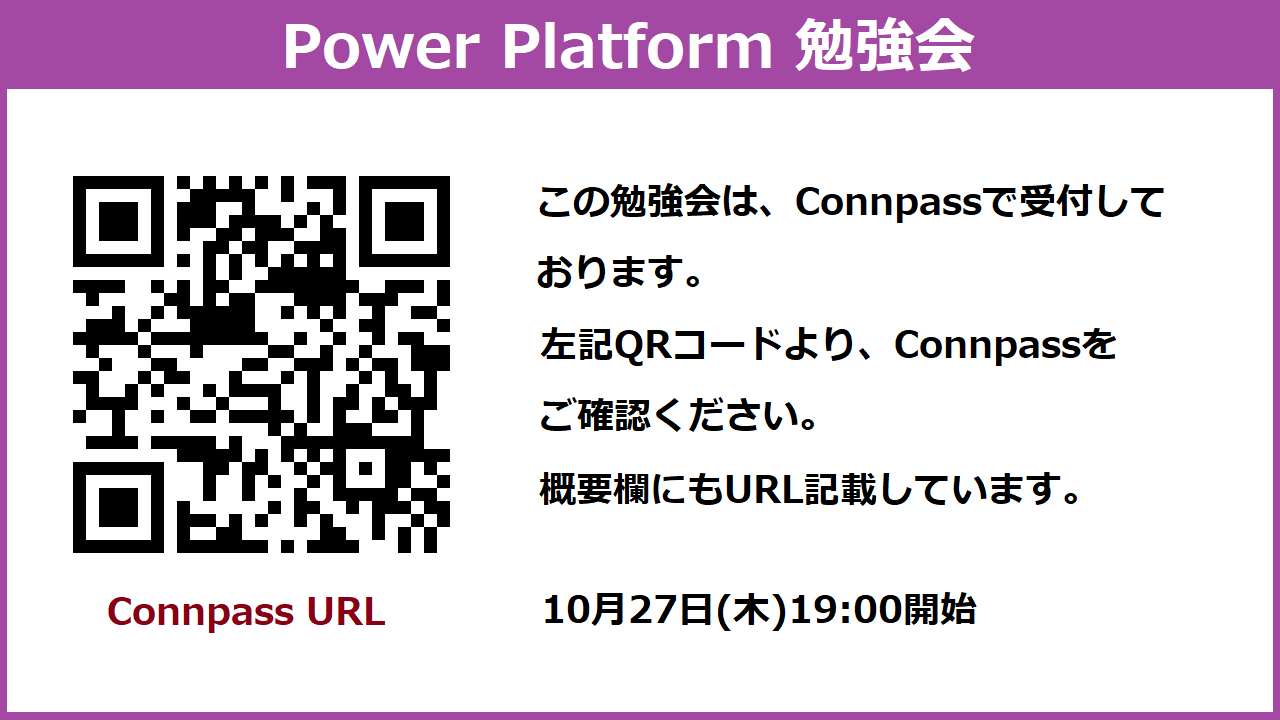 Power Platform 勉強会
この勉強会は、Connpassで受付して
おります。
左記QRコードより、Connpassを
ご確認ください。
概要欄にもURL記載しています。
Connpass URL
10月27日(木)19:00開始